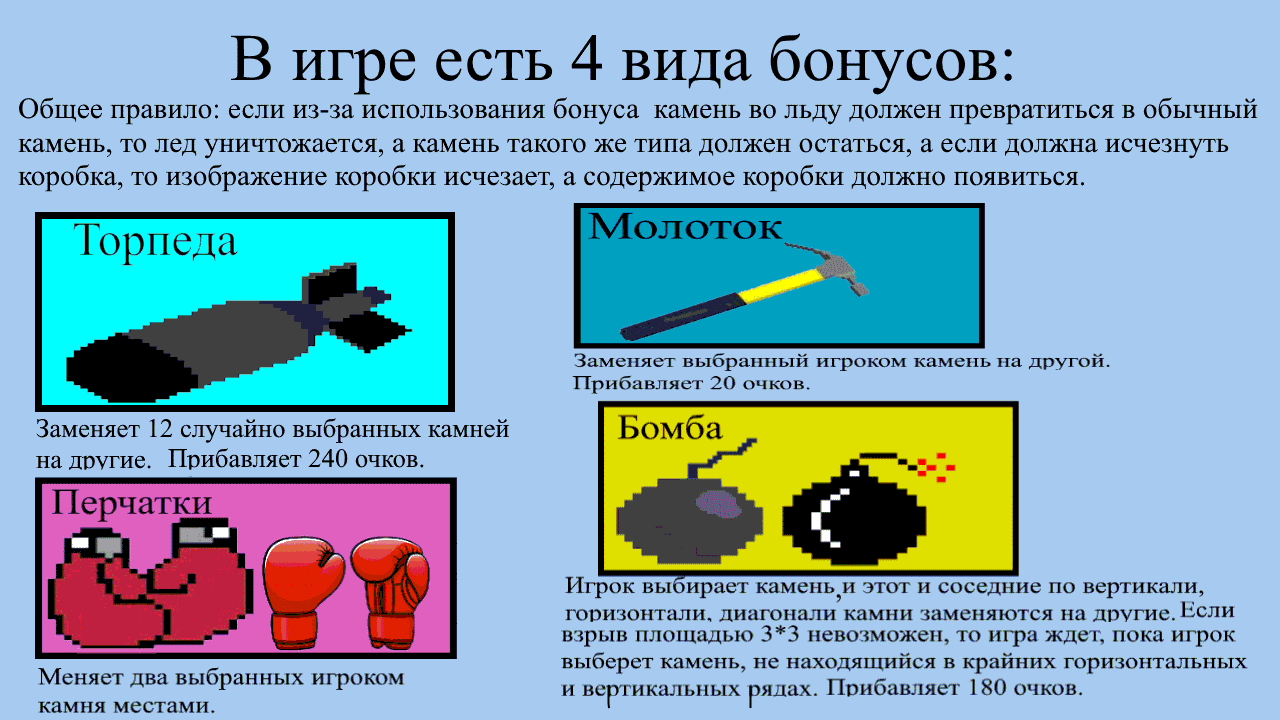 В игре есть 4 вида бонусов:
Общее правило: если из-за использования бонуса камень во льду должен превратиться в обычный
камень, то лед уничтожается, а камень такого же типа должен остаться, а если должна исчезнуть
коробка, то изображение коробки исчезает, а содержимое коробки должно появиться.
Торпеда
Заменяет 12 случайно выбранных камней
на другие. Прибавляет 240 очков.
Перчатки
Меняет два выбранных игроком
камня местами.
Молоток
Заменяет выбранный игроком камень на другой.
Прибавляет 20 очков.
Бомба
Игрок выбирает камень,и этот и соседние по вертикали,
горизонтали, диагонали камни заменяются на другие. Если
взрыв площадью 3*3 невозможен, то игра ждет, пока игрок
выберет камень, не находящийся в крайних горизонтальных
и вертикальных рядах. Прибавляет 180 очков.